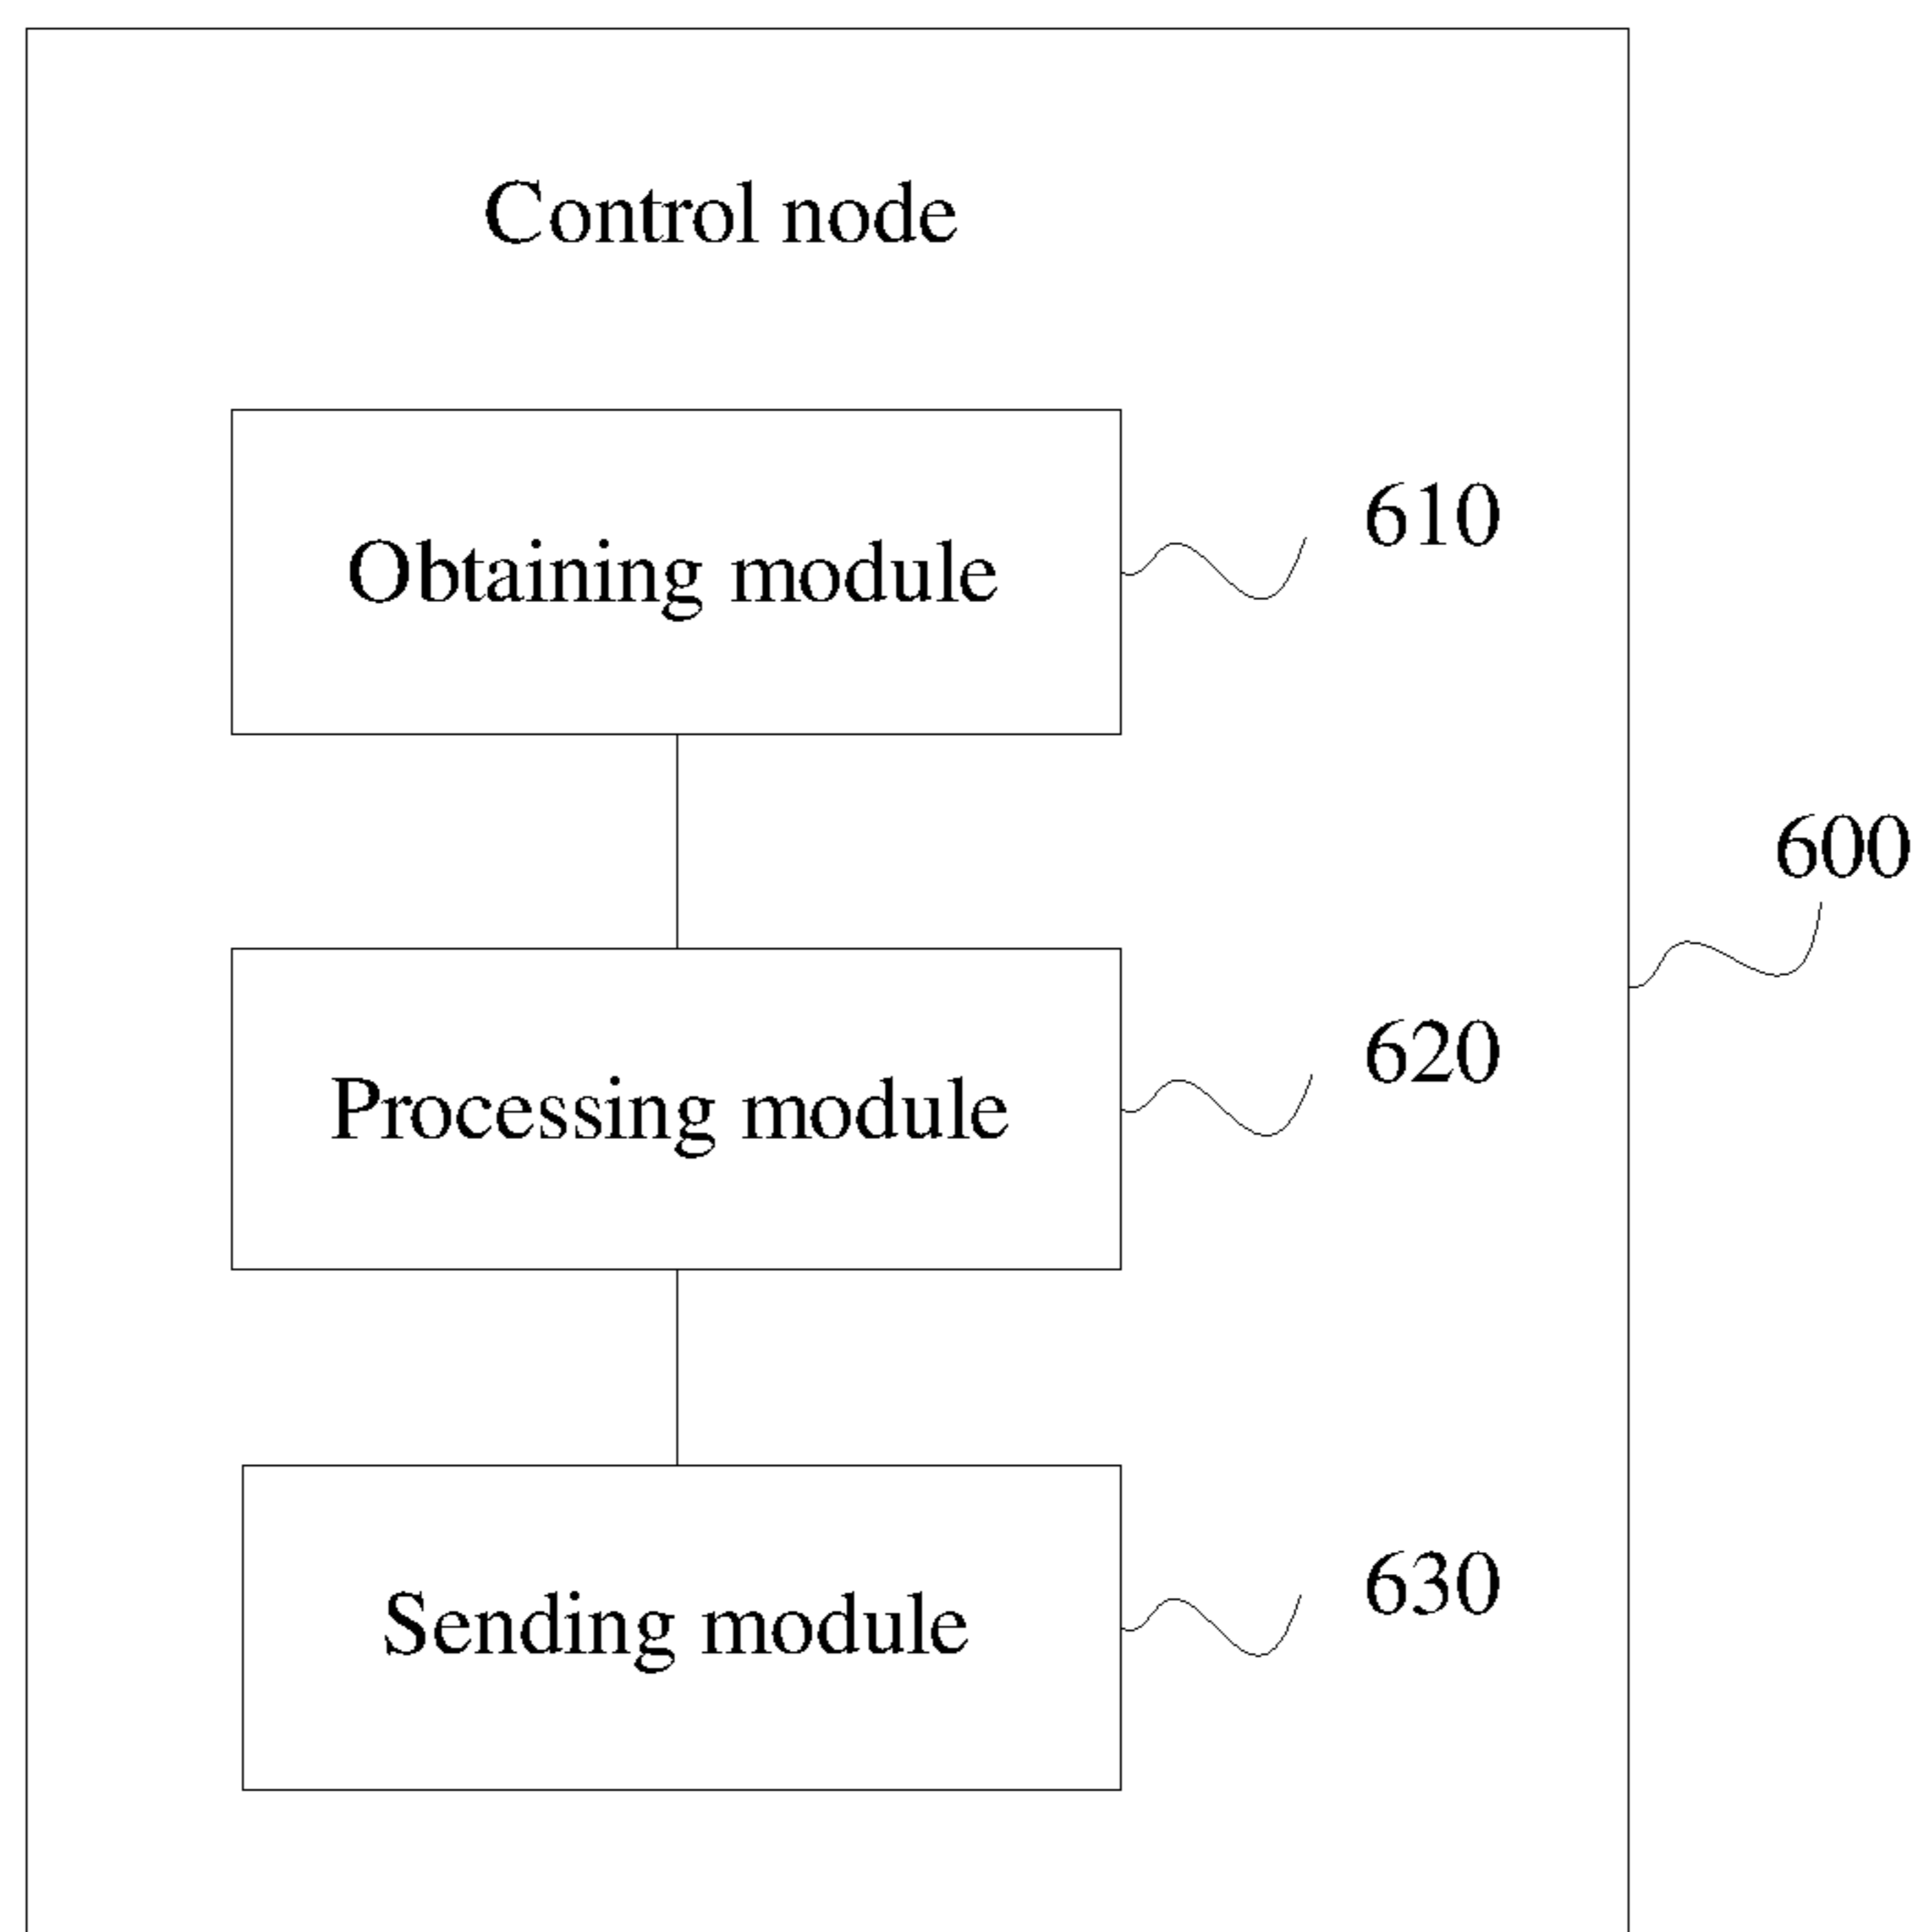 Control node
Obtaining module
610
600
Processing module
620
Sending module
630